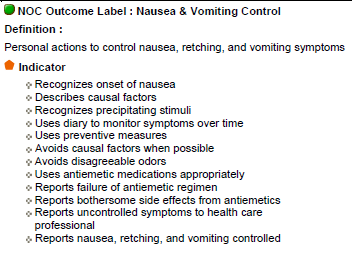 NOC Outcome Label : Nausea & Vomiting Control
Definition :
Personal actions to control nausea, retching, and vomiting symptoms
Indicator
Recognizes onset of nausea
Describes causal factors
Recognizes precipitating stimuli
Uses diary to monitor symptoms over time
Uses preventive measures
Avoids causal factors when possible
Avoids disagreeable odors
Uses antiemetic medications appropriately
Reports failure of antiemetic regimen
Reports bothersome side effects from antiemetics
Reports uncontrolled symptoms to health care
professional
Reports nausea, retching, and vomiting controlled